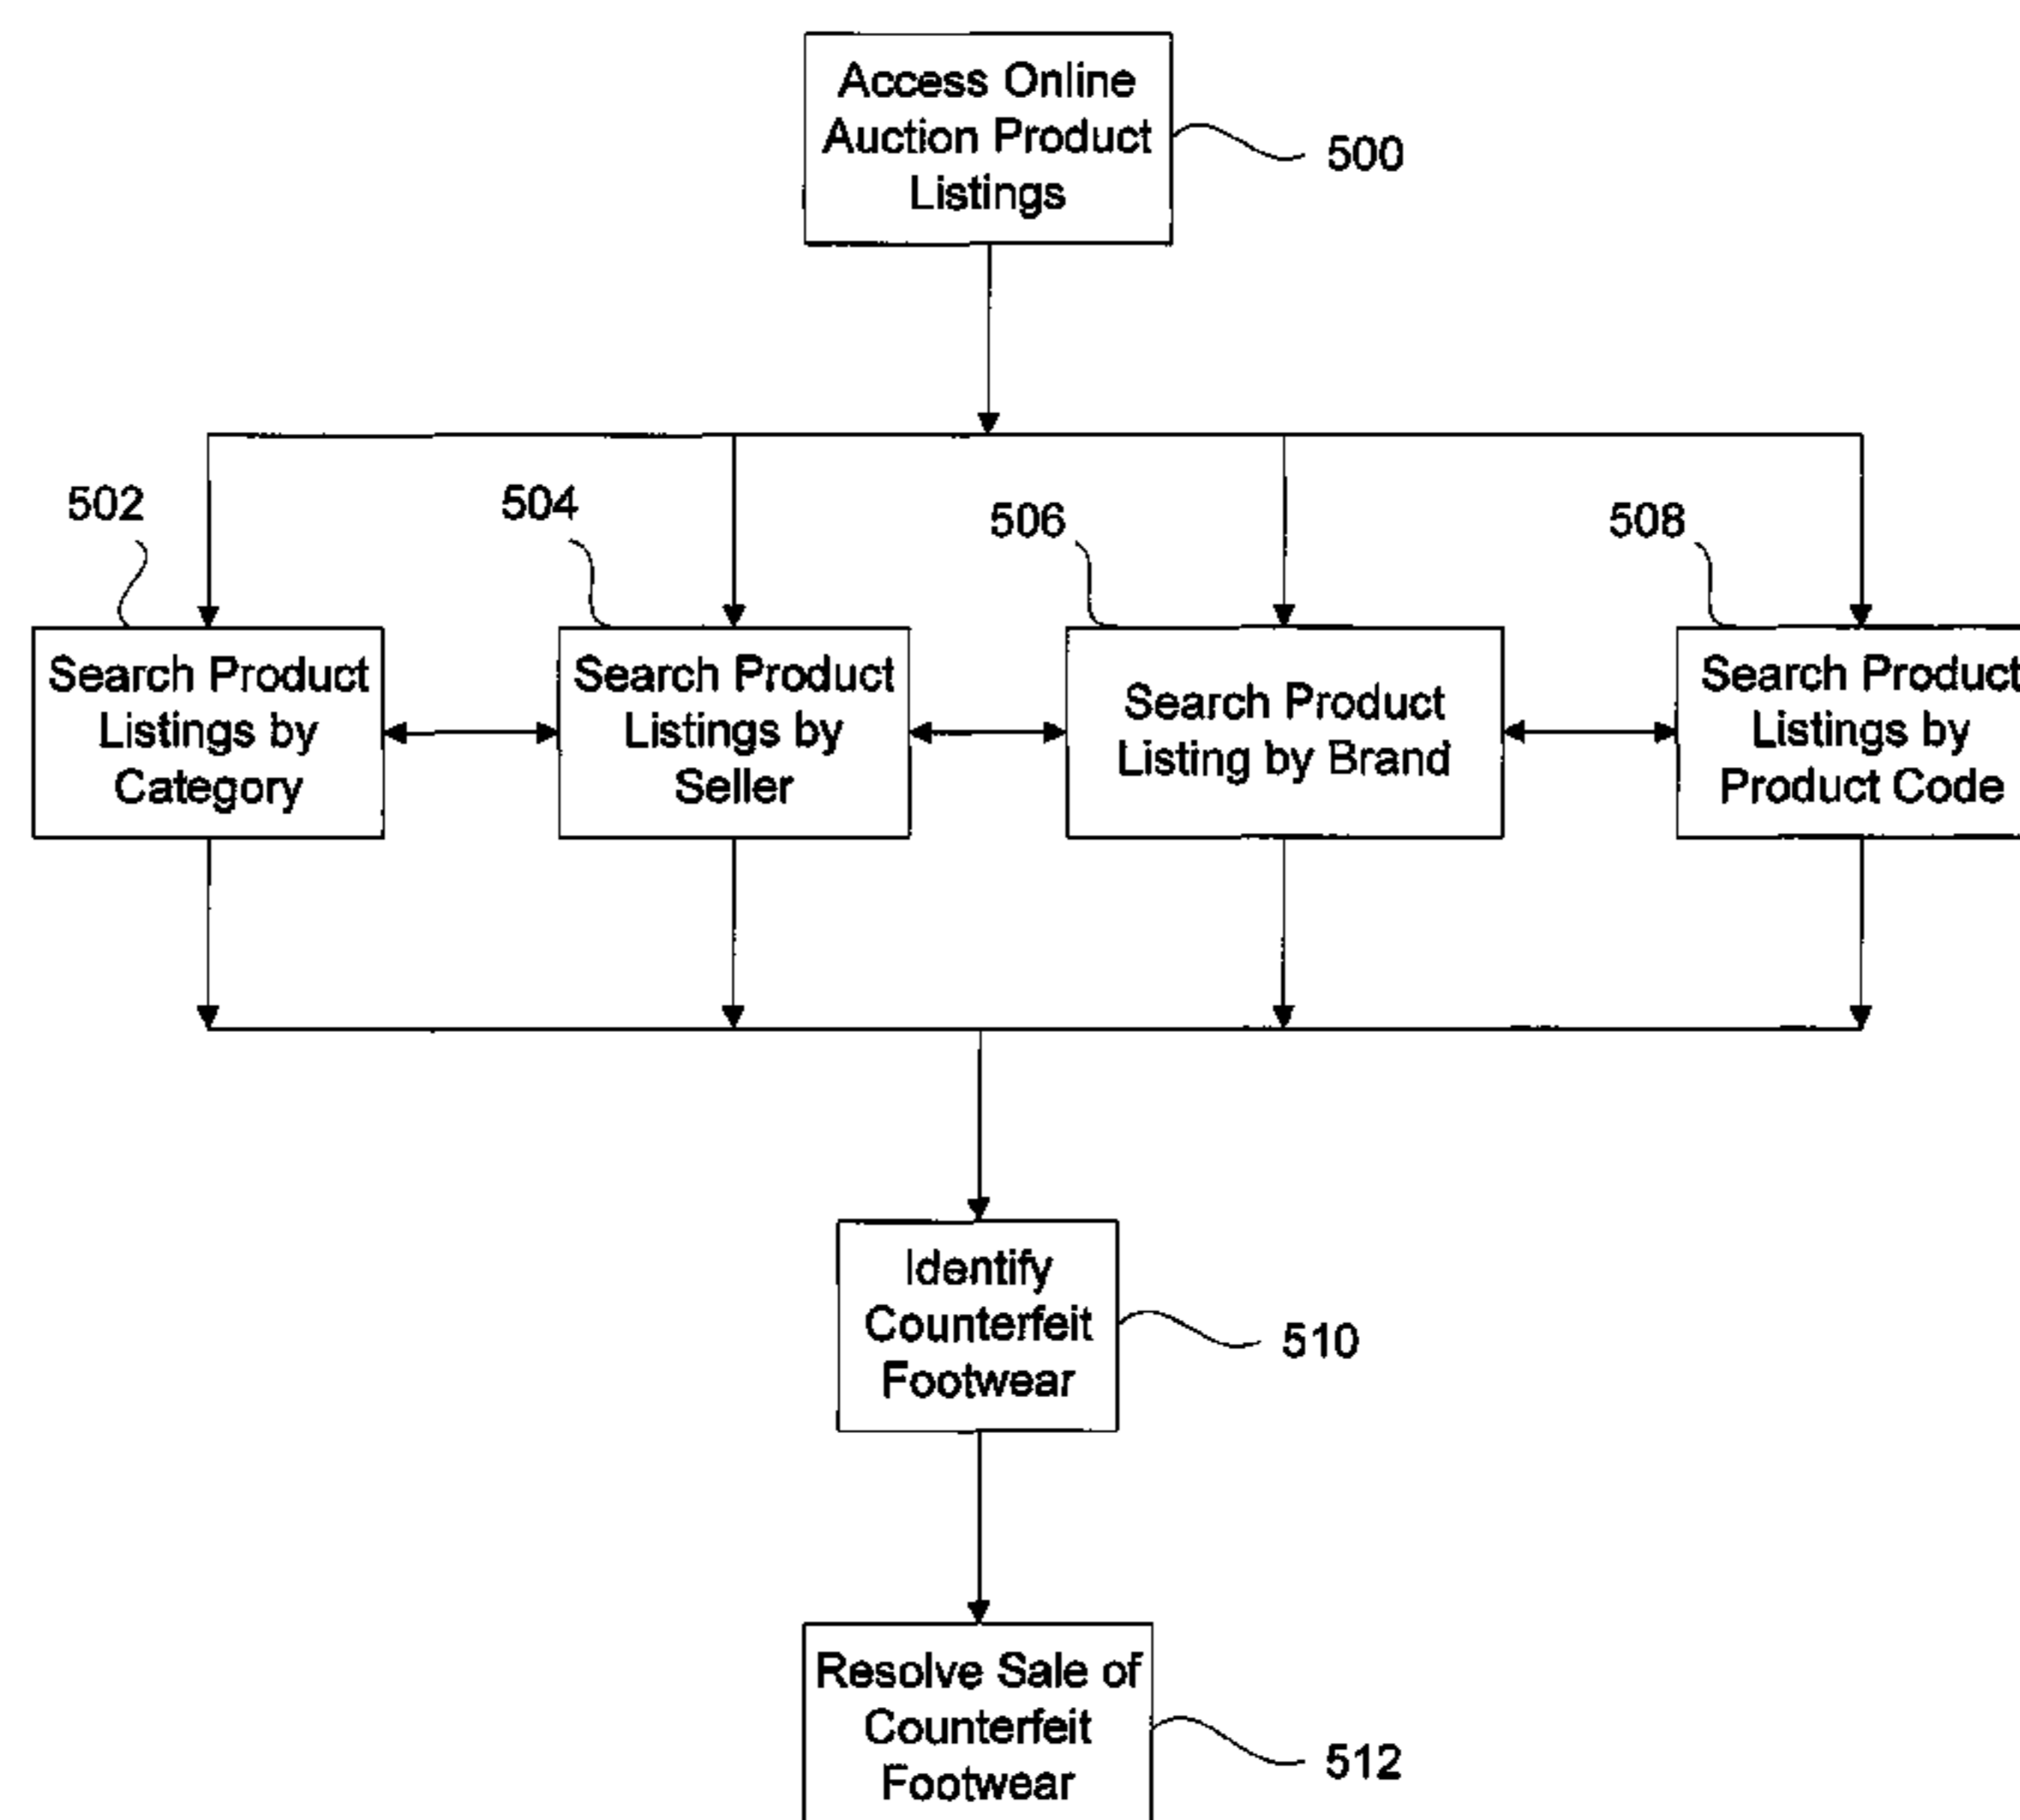 Access Online
Auction Product
Listings
500
502
504
506
508
Search Product
Listings by
Category
Search Product
Listings by
Seller
Search Product
Listing by Brand
Search Product
Listings by
Product Code
Identify
Counterfeit
Footwear
510
Resolve Sale of
Counterfeit
Footwear
512